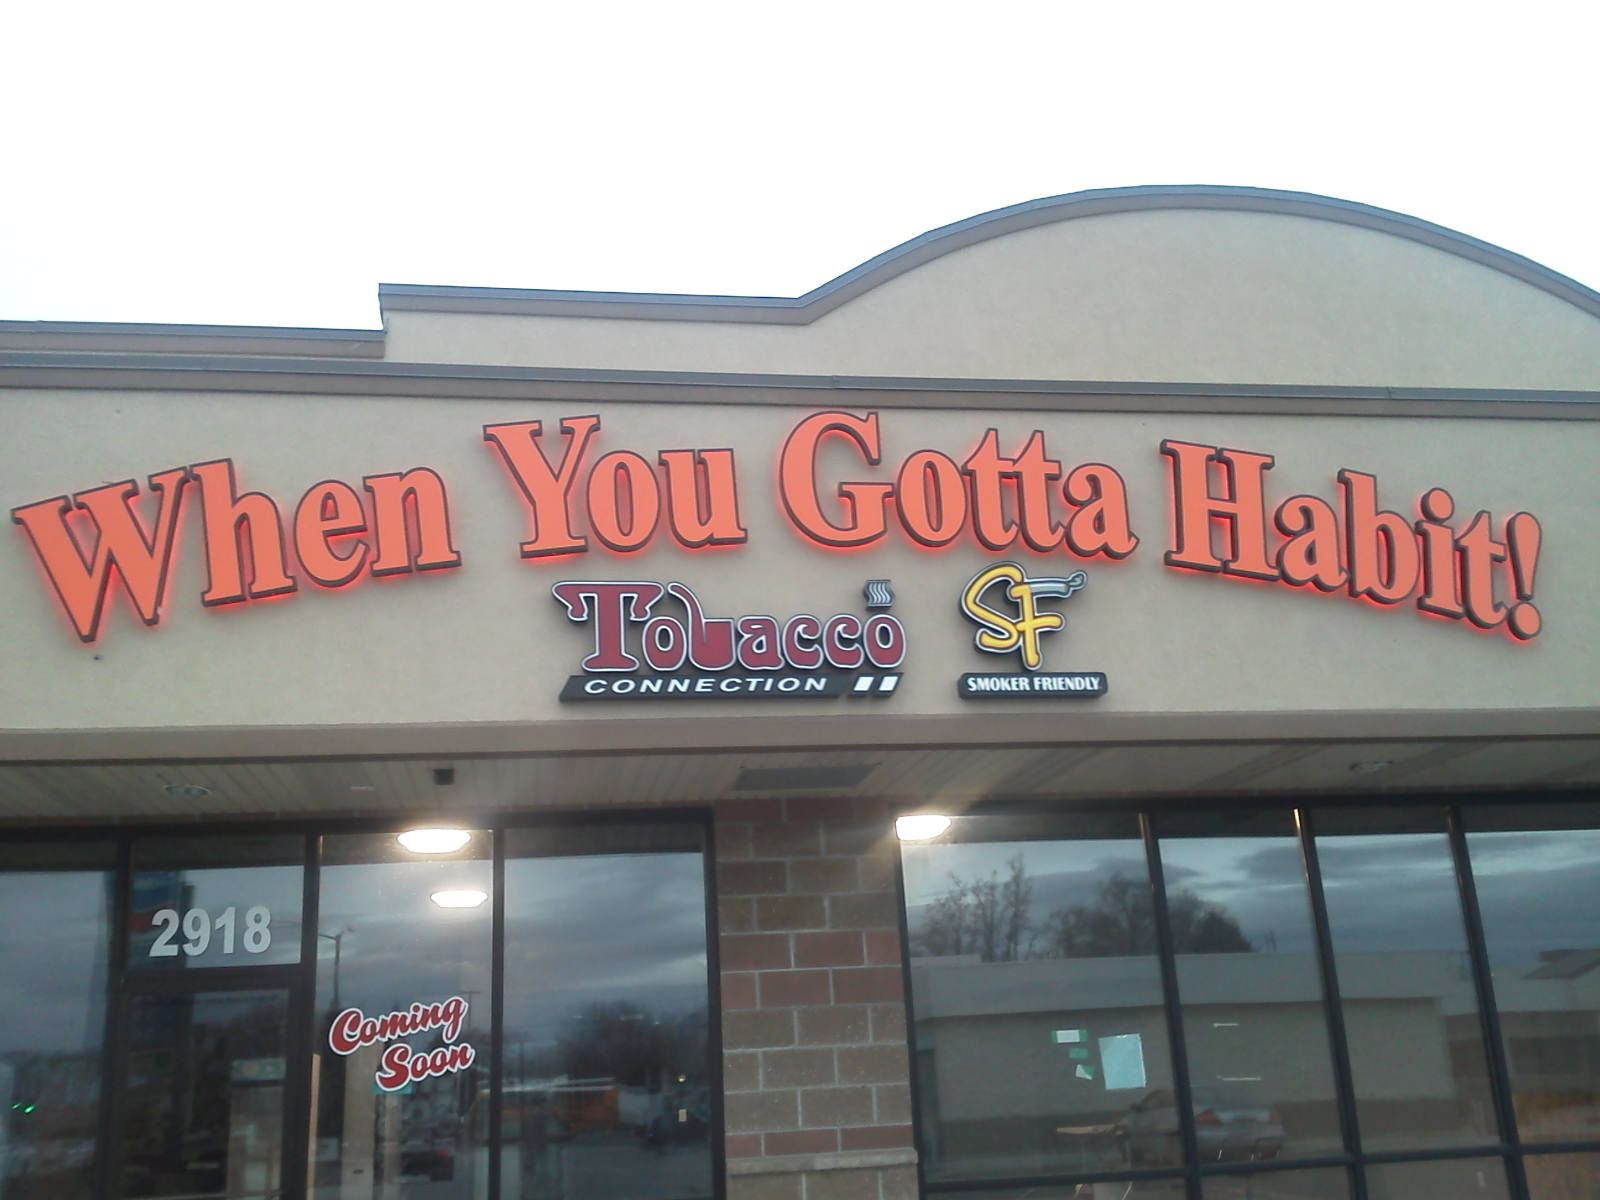 When You Gotta Habit!
Tobacco
CONNECTION
SF
SMOKER FRIENDLY
2918
Coming
Soon